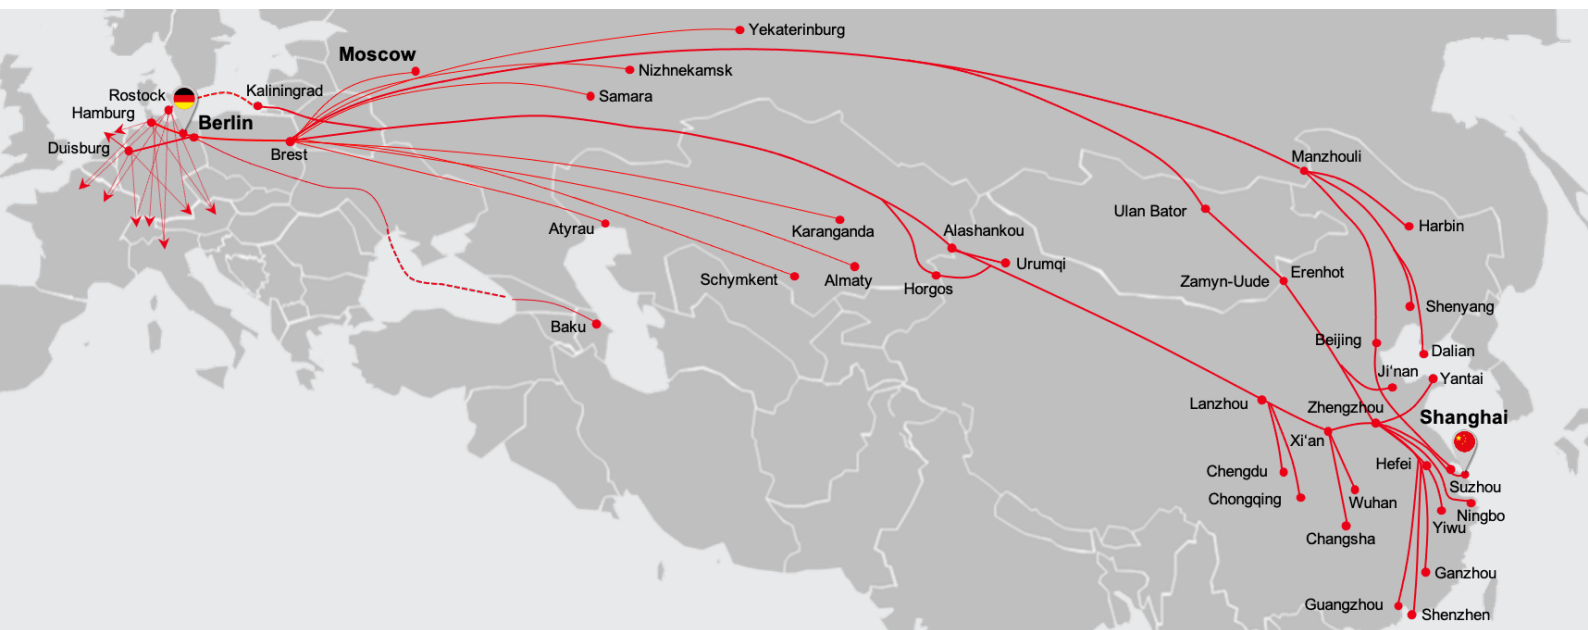 Yekaterinburg
Moscow
Nizhnekamsk
Samara
Rostock
Kaliningrad
Hamburg
Berlin
Duisburg
Brest
Manzhouli
Ulan Bator
Harbin
Atyrau
Karanganda
Alashankou
Urumqi
Schymkent
Almaty
Horgos
Zamyn-Uude
Erenhot
Shenyang
Baku
Beijing
Dalian
Ji'nan
Yantai
Lanzhou
Zhengzhou
Shanghai
Xi'an
Hefei
Chengdu
Suzhou
Chongqing
Wuhan
Ningbo
Yiwu
Changsha
Ganzhou
Guangzhou
Shenzhen